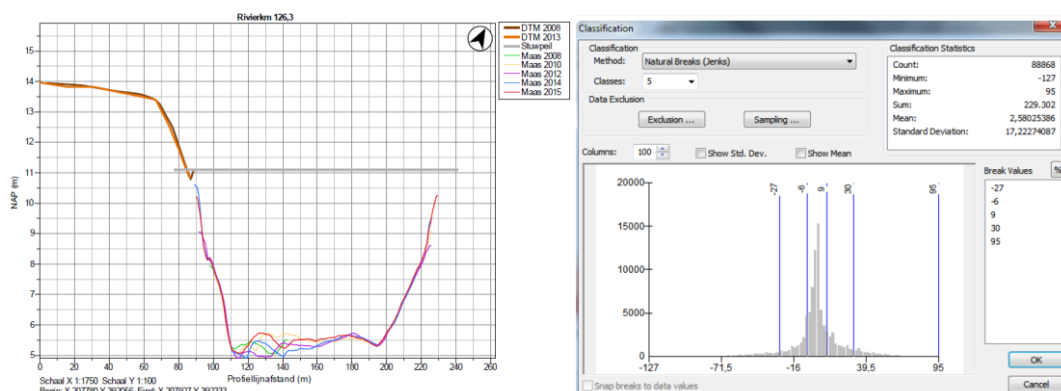 Rivierkm 126,3
DTM 2008
DTM 2013
Stuwpeil
Maas 2008
Maas 2010
Maas 2012
Maas 2014
Maas 2015
NAP (m)
15
14
13
12
11
10
9
8
7
6
5
0 20 40 60 80 100 120 140 160 180 200 220 240 260
Profiellijnafstand (m)
Schaal X 1:1750 Schaal Y 1:100
Classification
Classification
Method: Natural Breaks (Jenks)
Classes: 5
Data Exclusion
Exclusion ... Sampling ...
Columns: 100 Show Std. Dev. Show Mean
Classification Statistics
Count: 88868
Minimum: -127
Maximum: 95
Sum: 229.302
Mean: 2,58025386
Standard Deviation: 17,22274087
Break Values %
-27
-6
9
30
95
20000
15000
10000
5000
0
-27 -6 9 30 95
-127 -71,5 -16 39,5 95
Snap breaks to data values
OK
Cancel